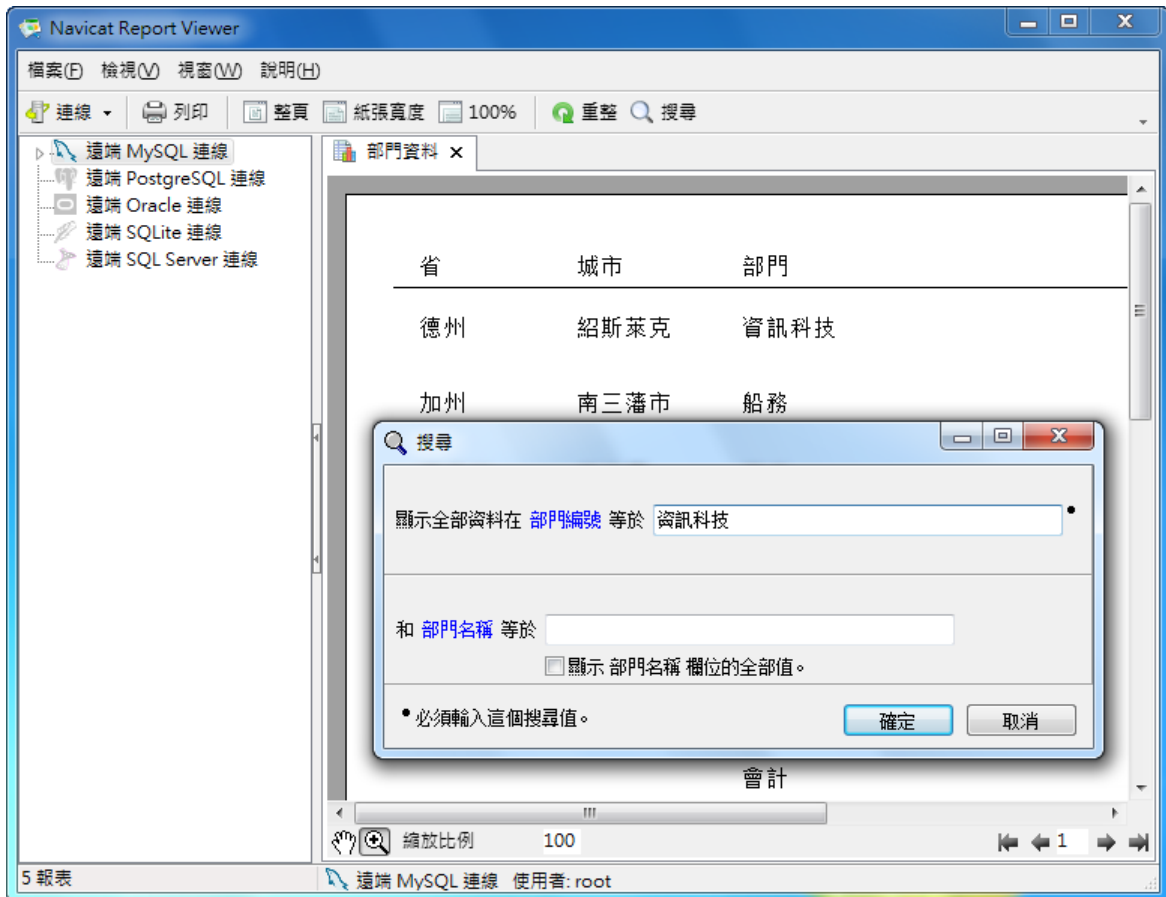 Navicat Report Viewer
檔案(F) 檢視(V) 視窗(W) 說明(H)
連線 列印 整頁 紙張寬度 100% 重整 搜尋
遠端 MySQL 連線
遠端 PostgreSQL 連線
遠端 Oracle 連線
遠端 SQLite 連線
遠端 SQL Server 連線
部門資料
省 城市 部門
德州 紹斯萊克 資訊科技
加州 南三藩市 船務
搜尋
顯示全部資料在 部門編號 等於 資訊科技 •
和 部門名稱 等於
顯示 部門名稱 欄位的全部值。
•必須輸入這個搜尋值。
確定 取消
會計
縮放比例 100 1
5 報表 遠端 MySQL 連線 使用者: root